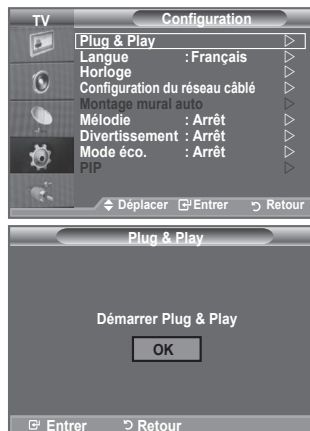 TV Configuration
Plug & Play
Langue : Français
Horloge
Configuration du réseau câblé
Montage mural auto
Mélodie : Arrêt
Divertissement : Arrêt
Mode éco. : Arrêt
PIP
Déplacer Entrer Retour
Plug & Play
Démarrer Plug & Play
OK
Entrer Retour